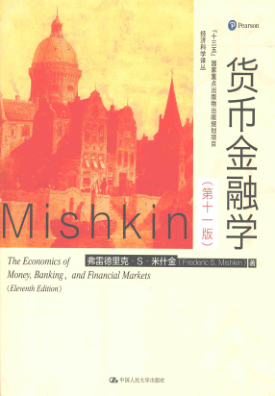 Pearson
"十三五"国家重点出版物出版规划项目
经济科学译丛
货币金融学
(第十一版)
Mishkin
The Economics of
Money, Banking, and Financial Markets
(Eleventh Edition)
弗雷德里克·S·米什金(Frederic S. Mishkin) 著
中国人民大学出版社